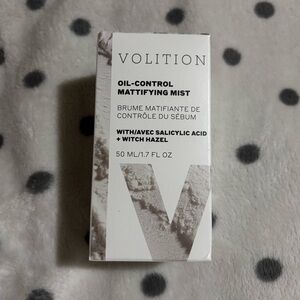 VOLITION
OIL-CONTROL
MATTIFYING MIST
BRUME MATIFIANTE DE
CONTRÔLE DU SÉBUM
WITH/AVEC SALICYLIC ACID
+ WITCH HAZEL
50 ML/1.7 FL OZ
V